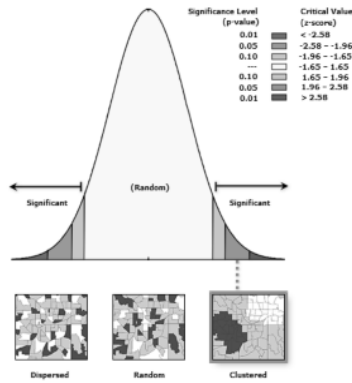 Significance Level Critical Value
(p-value) (z-score)
0.01 < -2.58
0.05 -2.58 – -1.96
0.10 -1.96 – -1.65
--- -1.65 – 1.65
0.10 1.65 – 1.96
0.05 1.96 – 2.58
0.01 > 2.58
(Random)
Significant Significant
Dispersed Random Clustered